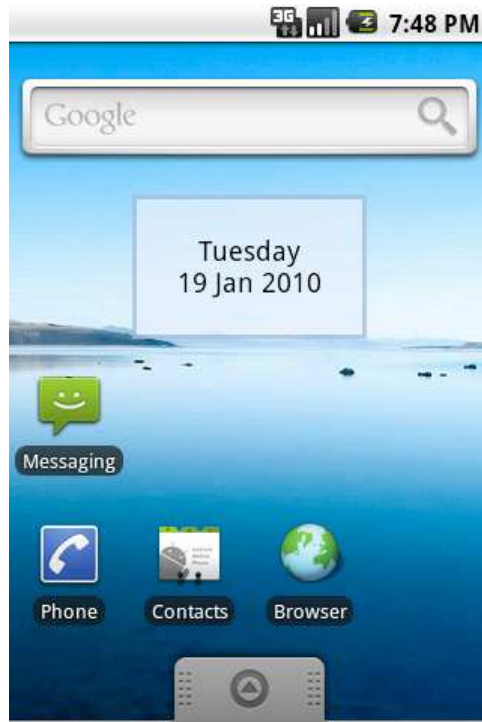 3G 7:48 PM
Google
Tuesday
19 Jan 2010
Messaging
Phone Contacts Browser